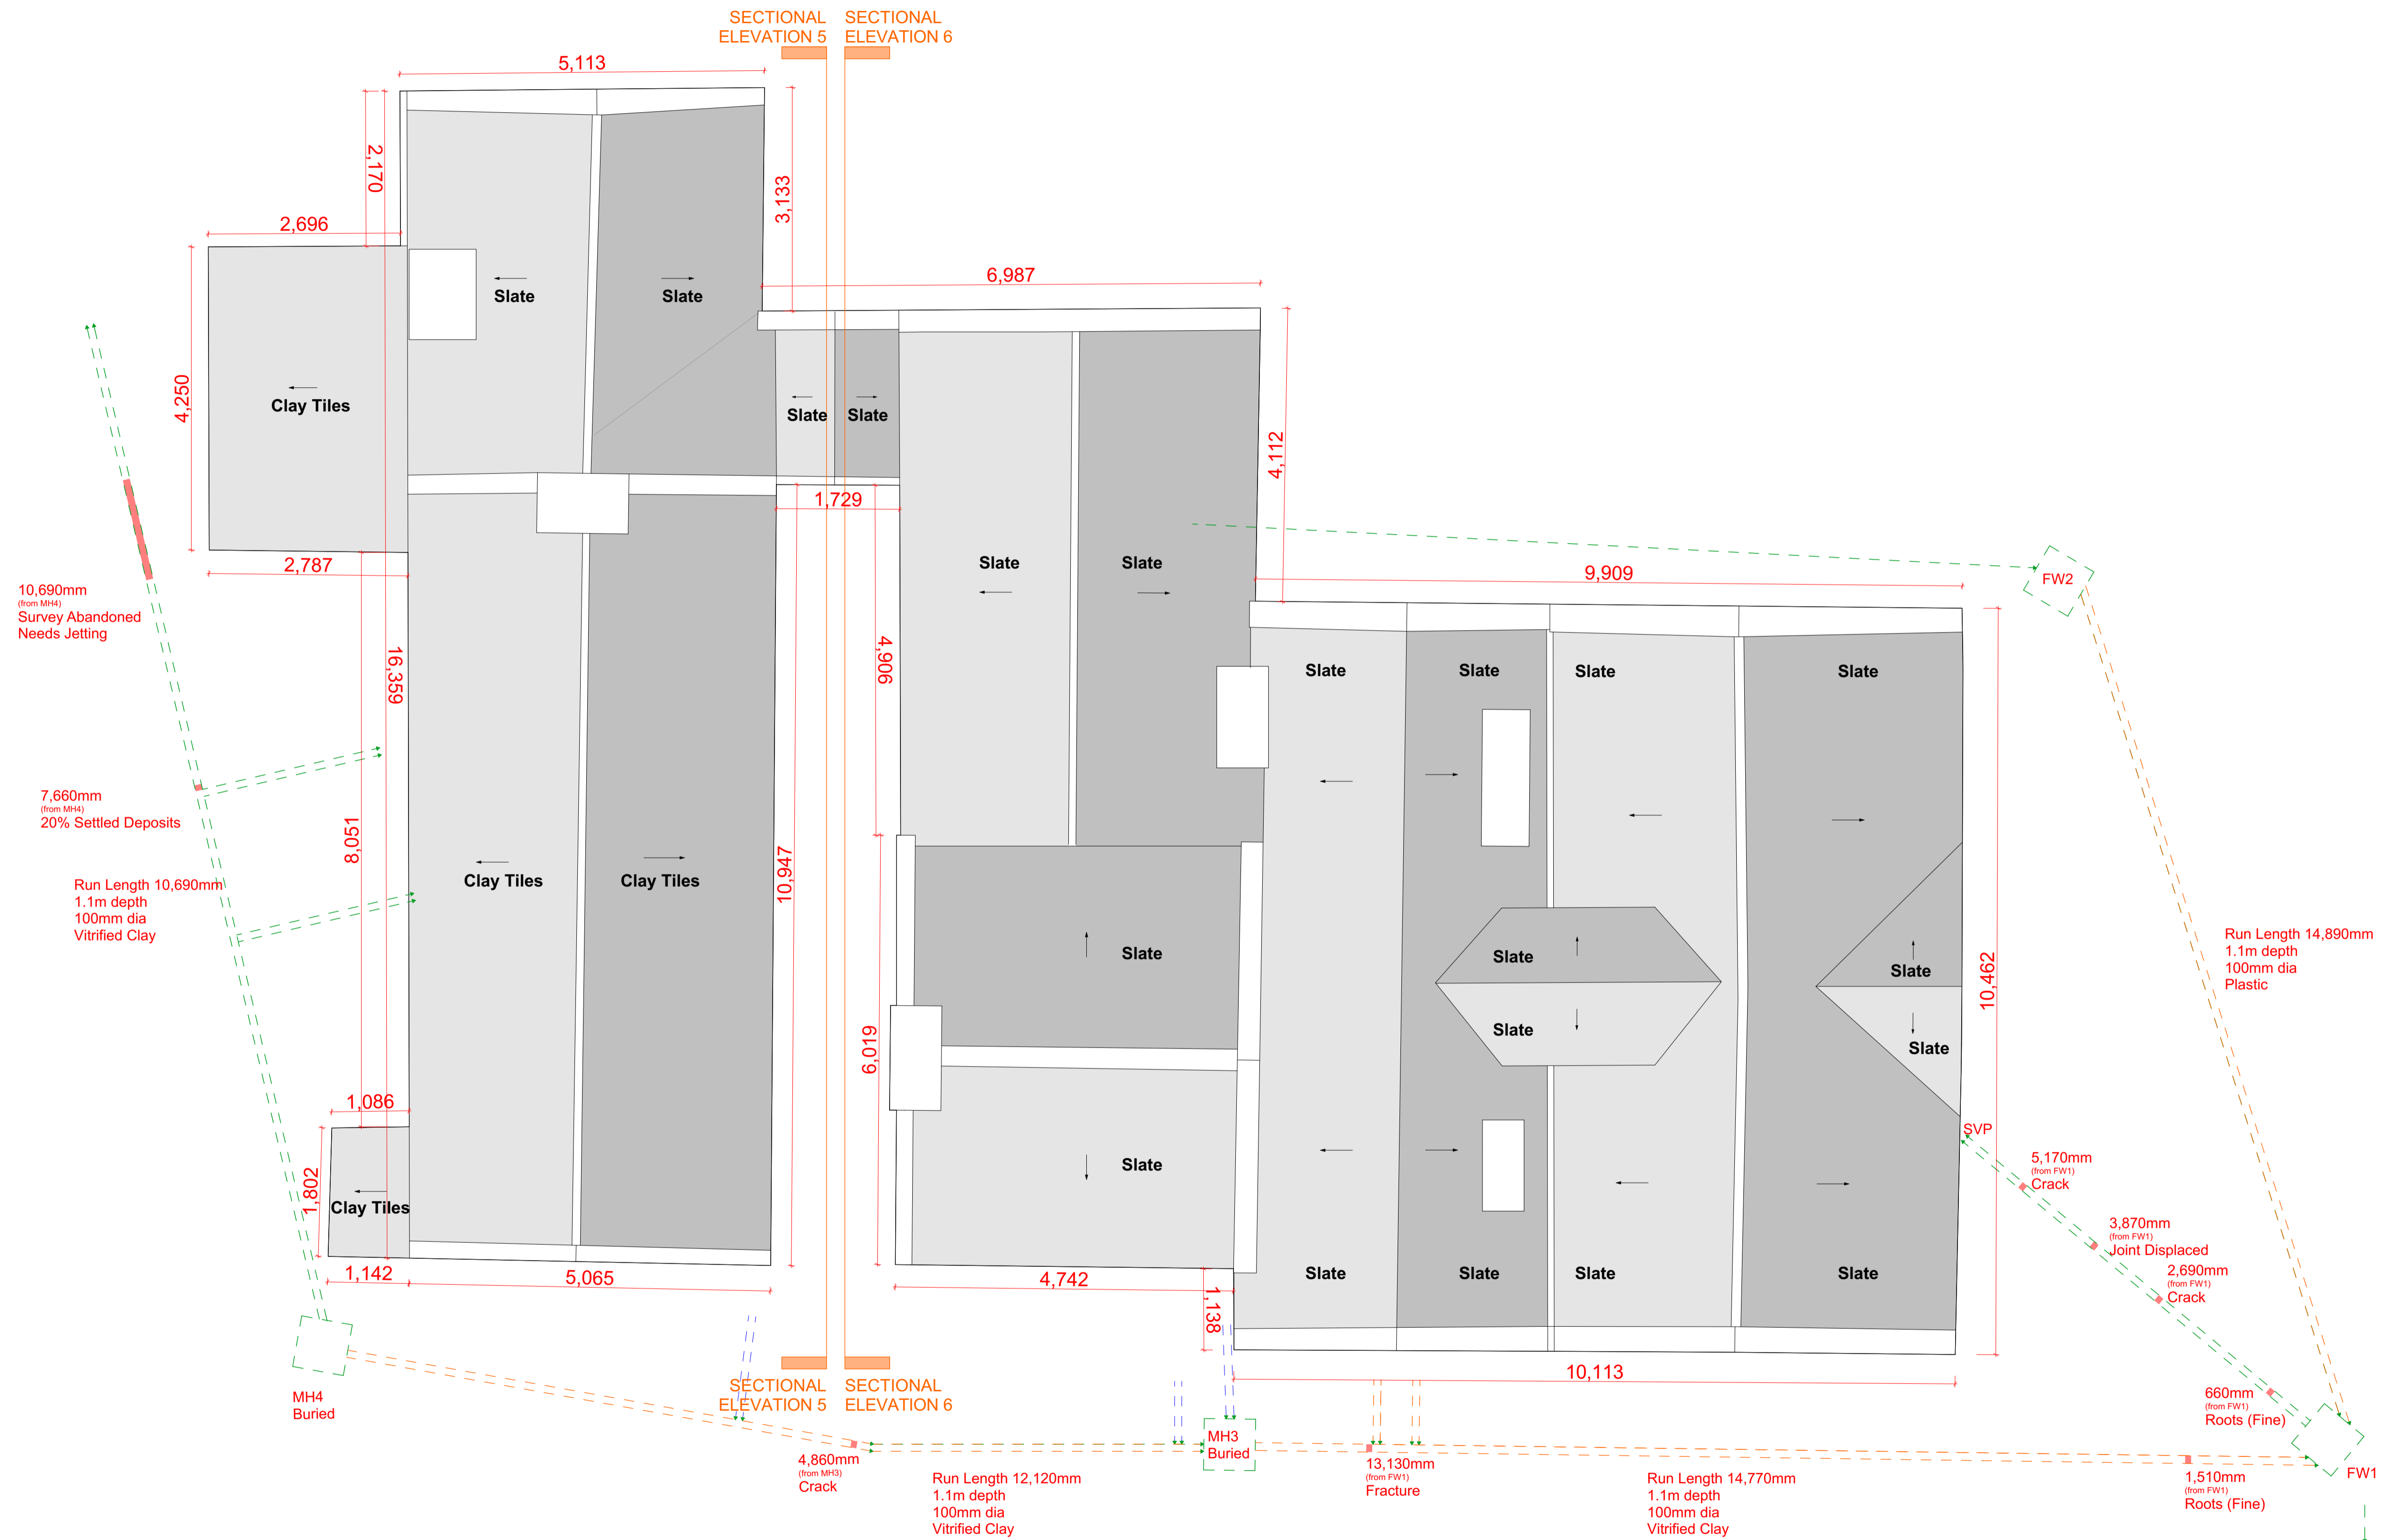 SECTIONAL
ELEVATION 5
SECTIONAL
ELEVATION 6
5,113
2,170
3,133
2,696
Slate
Slate
6,987
4,250
Clay Tiles
Slate
Slate
4,112
1,729
2,787
Slate
Slate
9,909
FW2
10,690mm
(from MH4)
Survey Abandoned
Needs Jetting
16,359
4,906
Slate
Slate
Slate
Slate
7,660mm
(from MH4)
20% Settled Deposits
8,051
10,947
Clay Tiles
Clay Tiles
Run Length 10,690mm
1.1m depth
100mm dia
Vitrified Clay
Slate
Slate
Slate
Slate
Slate
10,462
Run Length 14,890mm
1.1m depth
100mm dia
Plastic
6,019
1,086
1,802
Clay Tiles
Slate
SVP
5,170mm
(from FW1)
Crack
3,870mm
(from FW1)
Joint Displaced
2,690mm
(from FW1)
Crack
1,142
5,065
4,742
1,138
Slate
Slate
Slate
Slate
10,113
MH4
Buried
SECTIONAL
ELEVATION 5
SECTIONAL
ELEVATION 6
660mm
(from FW1)
Roots (Fine)
MH3
Buried
4,860mm
(from MH3)
Crack
Run Length 12,120mm
1.1m depth
100mm dia
Vitrified Clay
13,130mm
(from FW1)
Fracture
Run Length 14,770mm
1.1m depth
100mm dia
Vitrified Clay
1,510mm
(from FW1)
Roots (Fine)
FW1